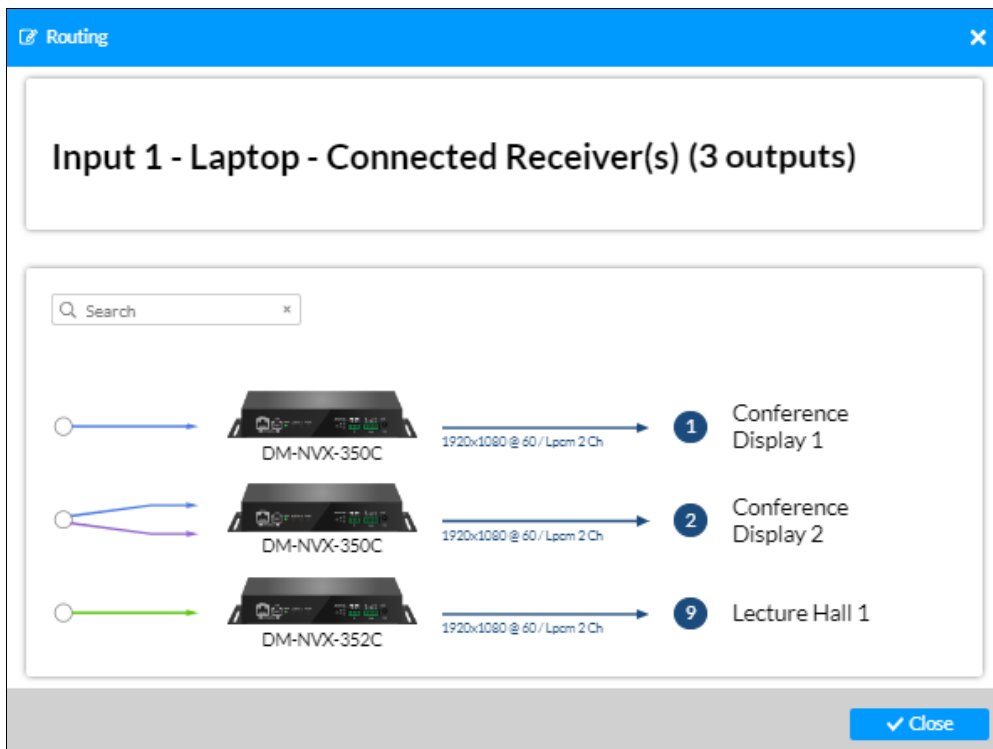 Routing
Input 1 - Laptop - Connected Receiver(s) (3 outputs)
Search
DM-NVX-350C
1920x1080 @ 60 / Lpcm 2 Ch
1
Conference
Display 1
DM-NVX-350C
1920x1080 @ 60 / Lpcm 2 Ch
2
Conference
Display 2
DM-NVX-352C
1920x1080 @ 60 / Lpcm 2 Ch
9
Lecture Hall 1
Close